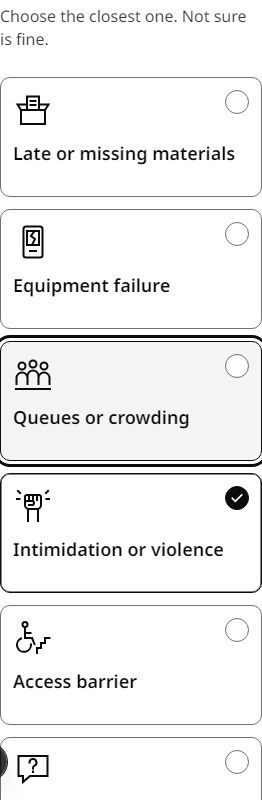 Choose the closest one. Not sure
is fine.
Late or missing materials
Equipment failure
Queues or crowding
Intimidation or violence
Access barrier
?